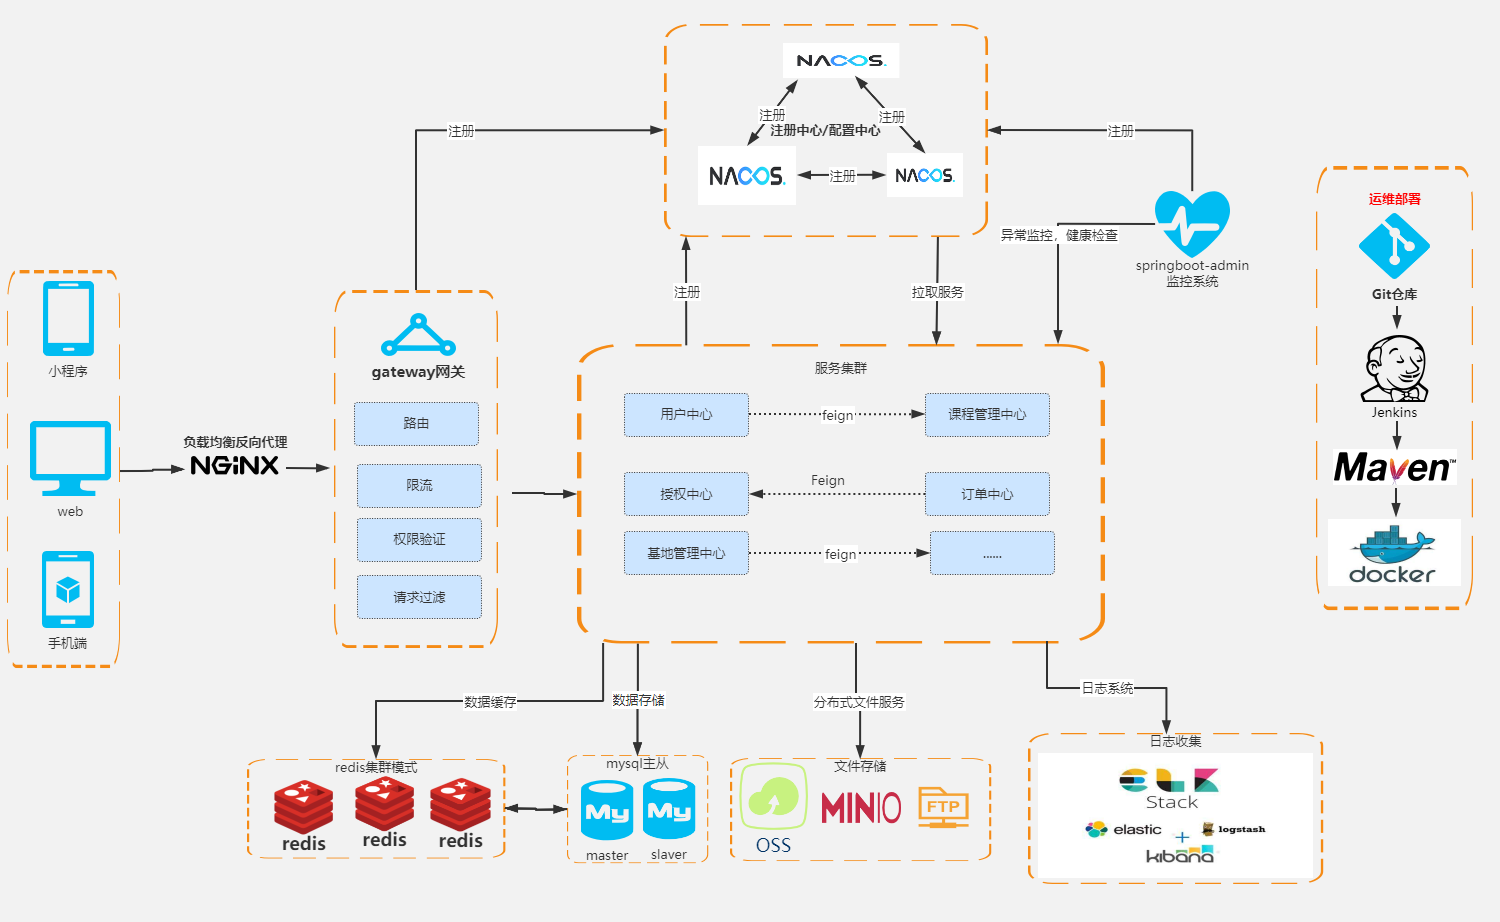 NACOS.
注册
注册
注册中心/配置中心
NACOS.
注册
NACOS.
注册
注册
异常监控，健康检查
springboot-admin
监控系统
注册
拉取服务
小程序
web
手机端
负载均衡反向代理
NGINX
gateway网关
路由
限流
权限验证
请求过滤
服务集群
用户中心
feign
课程管理中心
授权中心
Feign
订单中心
基地管理中心
feign
......
运维部署
Git仓库
Jenkins
Maven™
docker
数据缓存
数据存储
分布式文件服务
日志系统
redis集群模式
redis
redis
redis
mysql主从
My
My
master
slaver
文件存储
OSS
MINIO
FTP
日志收集
ELK
Stack
elastic
+
logstash
kibana